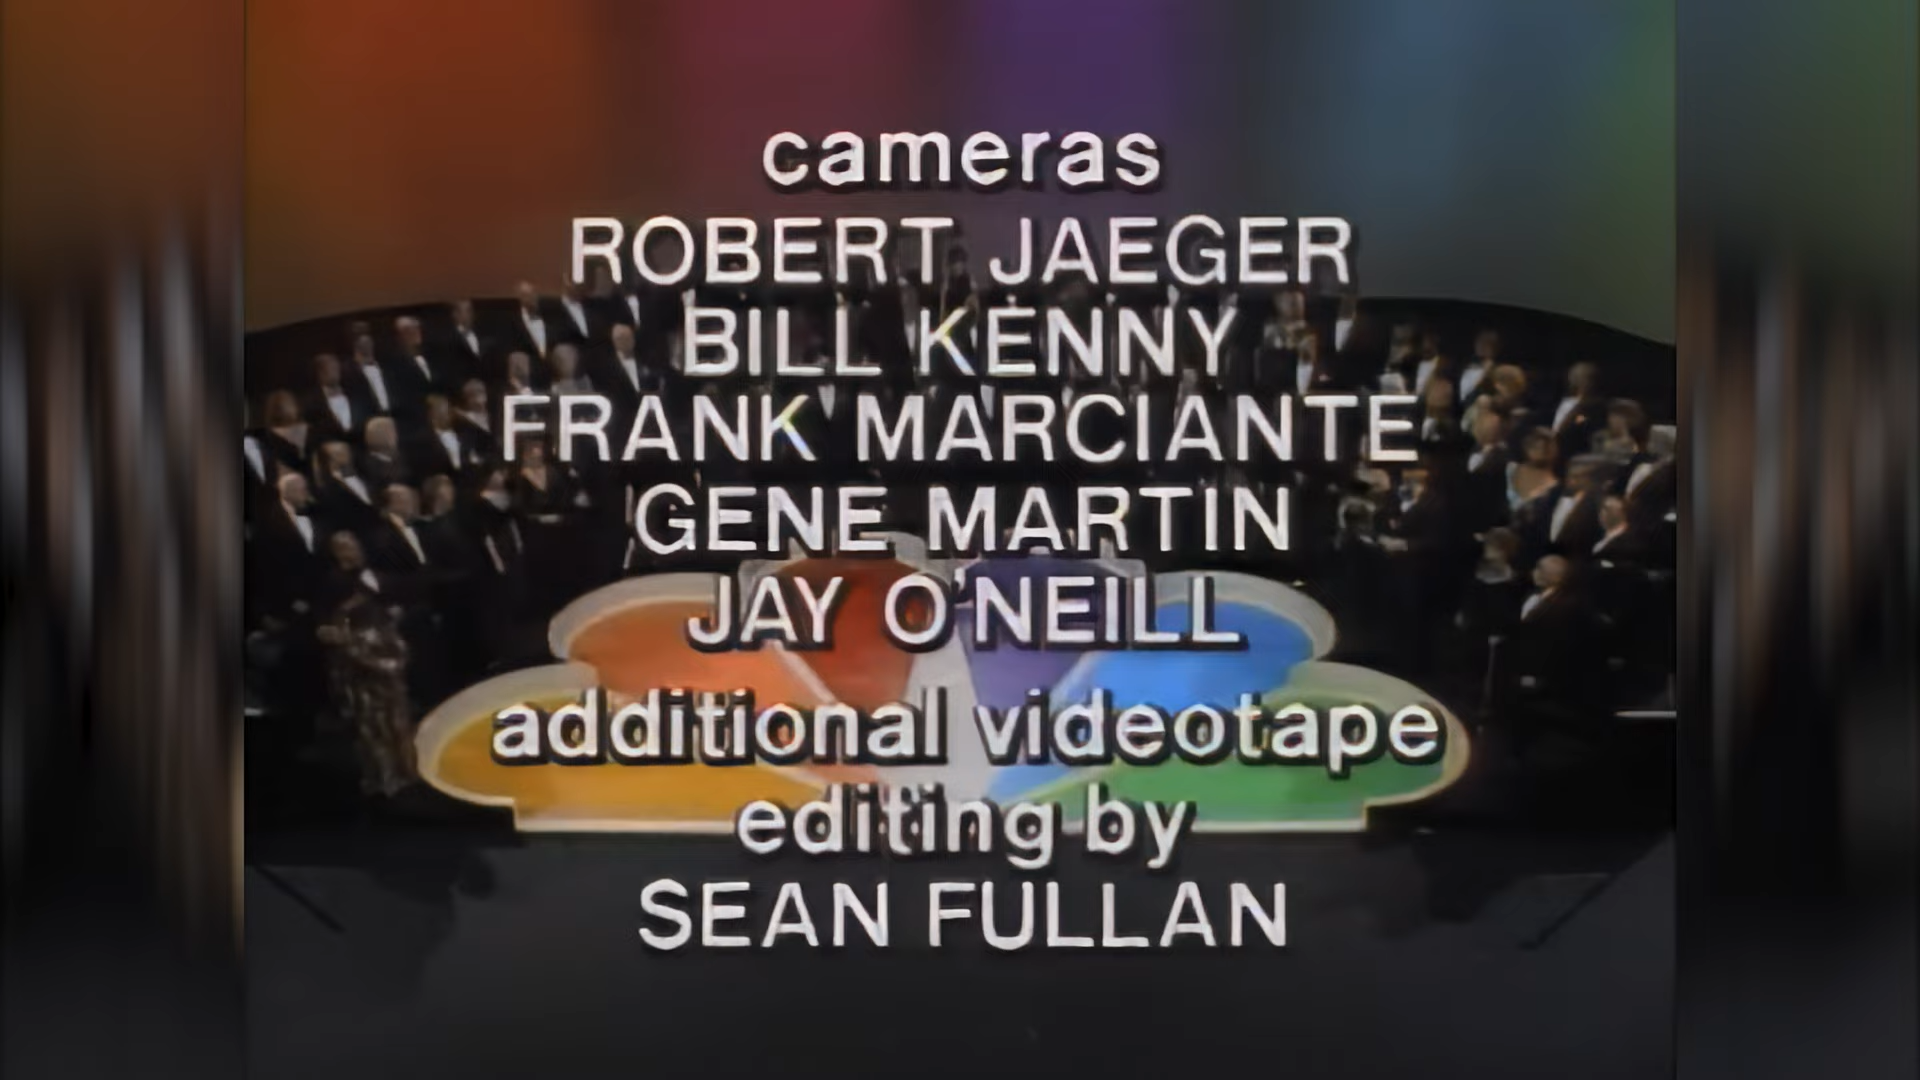 cameras
ROBERT JAEGER
BILL KENNY
FRANK MARCIANTE
GENE MARTIN
JAY O'NEILL
additional videotape
editing by
SEAN FULLAN